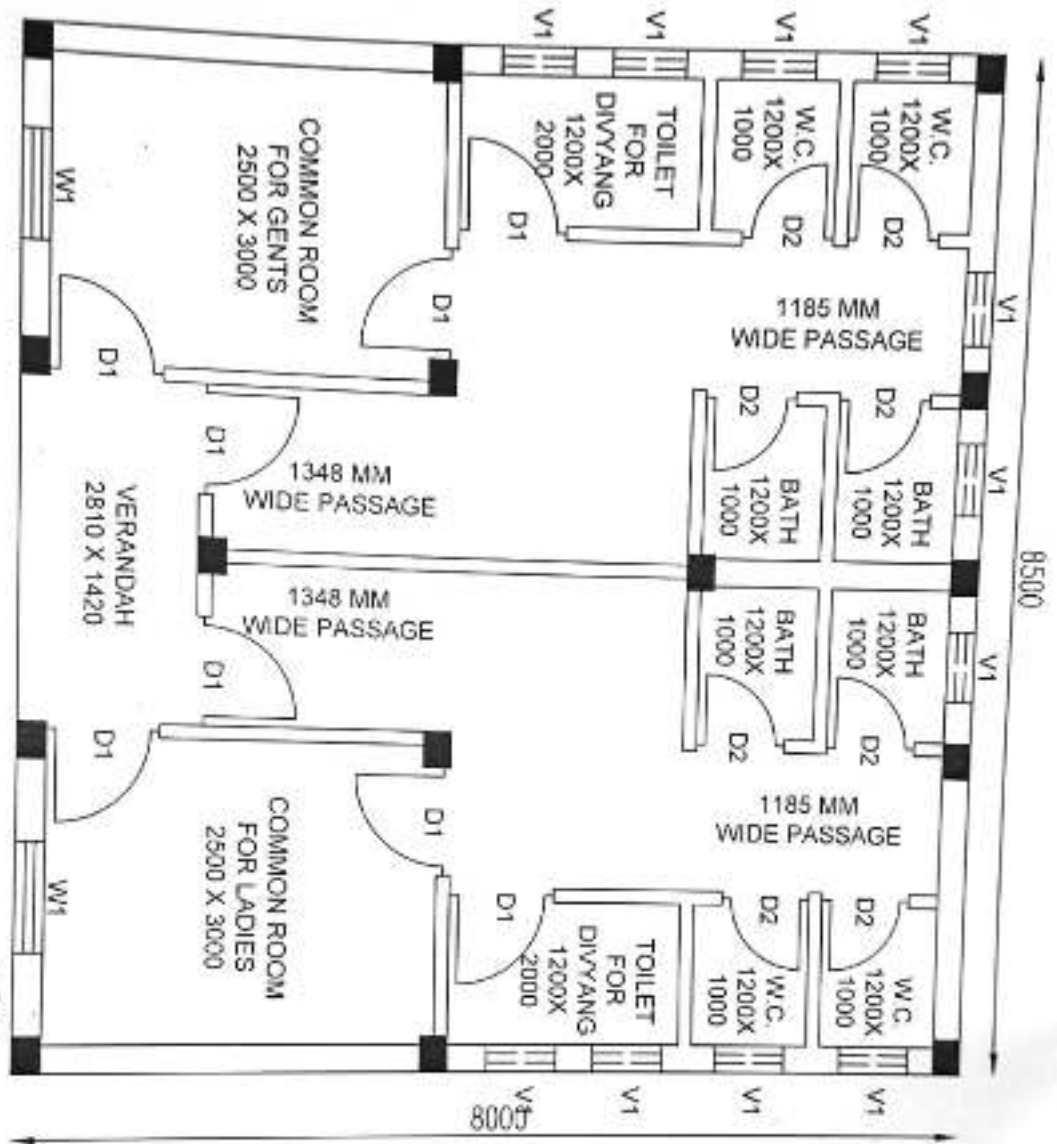 V1
V1
V1
V1
W.C.
1200X
1000
W.C.
1200X
1000
TOILET
FOR
DIVYANG
1200X
2000
COMMON ROOM
FOR GENTS
2500 X 3000
W1
D1
D2
D2
D1
D1
V1
1185 MM
WIDE PASSAGE
D2
D2
D1
1348 MM
WIDE PASSAGE
VERANDAH
2810 X 1420
BATH
1200X
1000
BATH
1200X
1000
V1
8500
1348 MM
WIDE PASSAGE
BATH
1200X
1000
BATH
1200X
1000
V1
D1
D1
D2
D2
1185 MM
WIDE PASSAGE
D1
COMMON ROOM
FOR LADIES
2500 X 3000
W1
D1
D2
D2
TOILET
FOR
DIVYANG
1200X
2000
W.C.
1200X
1000
W.C.
1200X
1000
V1
V1
V1
V1
8000